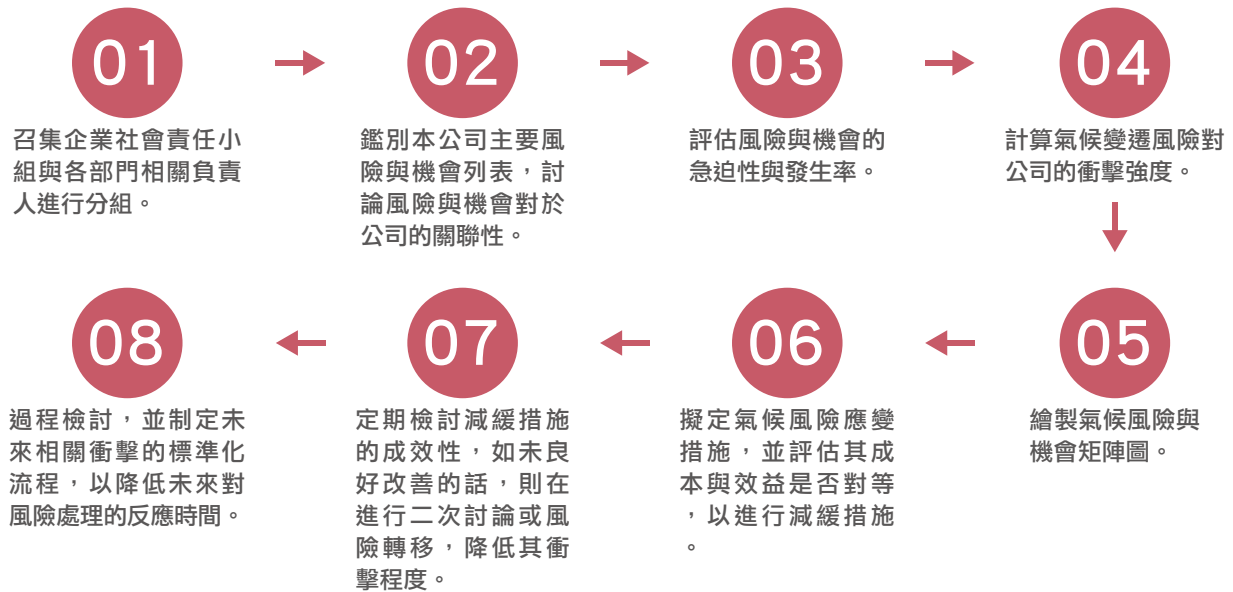 01
召集企業社會責任小
組與各部門相關負責
人進行分組。
02
鑑別本公司主要風
險與機會列表，討
論風險與機會對於
公司的關聯性。
03
評估風險與機會的
急迫性與發生率。
04
計算氣候變遷風險對
公司的衝擊強度。
05
繪製氣候風險與
機會矩陣圖。
06
擬定氣候風險應變
措施，並評估其成
本與效益是否對等
，以進行減緩措施
。
07
定期檢討減緩措施
的成效性，如未良
好改善的話，則在
進行二次討論或風
險轉移，降低其衝
擊程度。
08
過程檢討，並制定未
來相關衝擊的標準化
流程，以降低未來對
風險處理的反應時間。